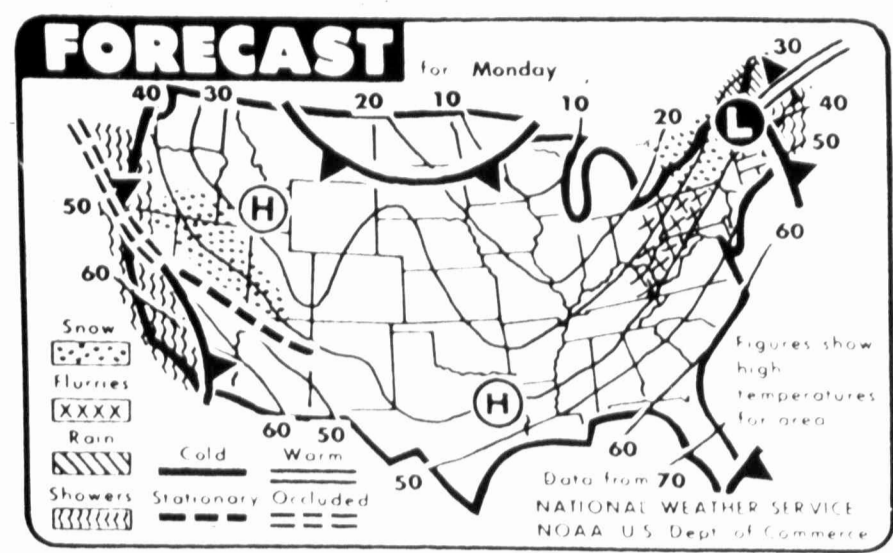 FORECAST
for Monday
30
40 30 20 10 10 20 L 40
50
50 H
60
60
Snow
Flurries
XXXX
Rain
Showers
Cold Warm
Stationary Occluded
60 50
50
H
60
70
Figures show
high
temperatures
for area
Data from
NATIONAL WEATHER SERVICE
NOAA U.S. Dept. of Commerce